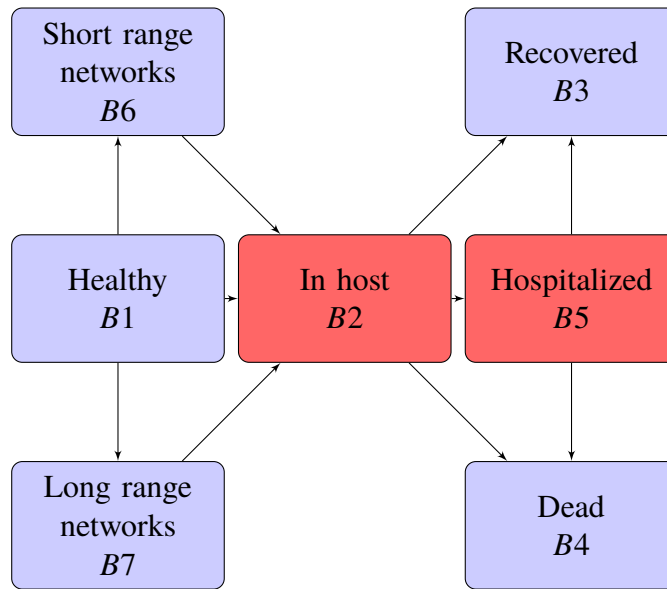 Short range
networks
B6
Recovered
B3
Healthy
B1
In host
B2
Hospitalized
B5
Long range
networks
B7
Dead
B4